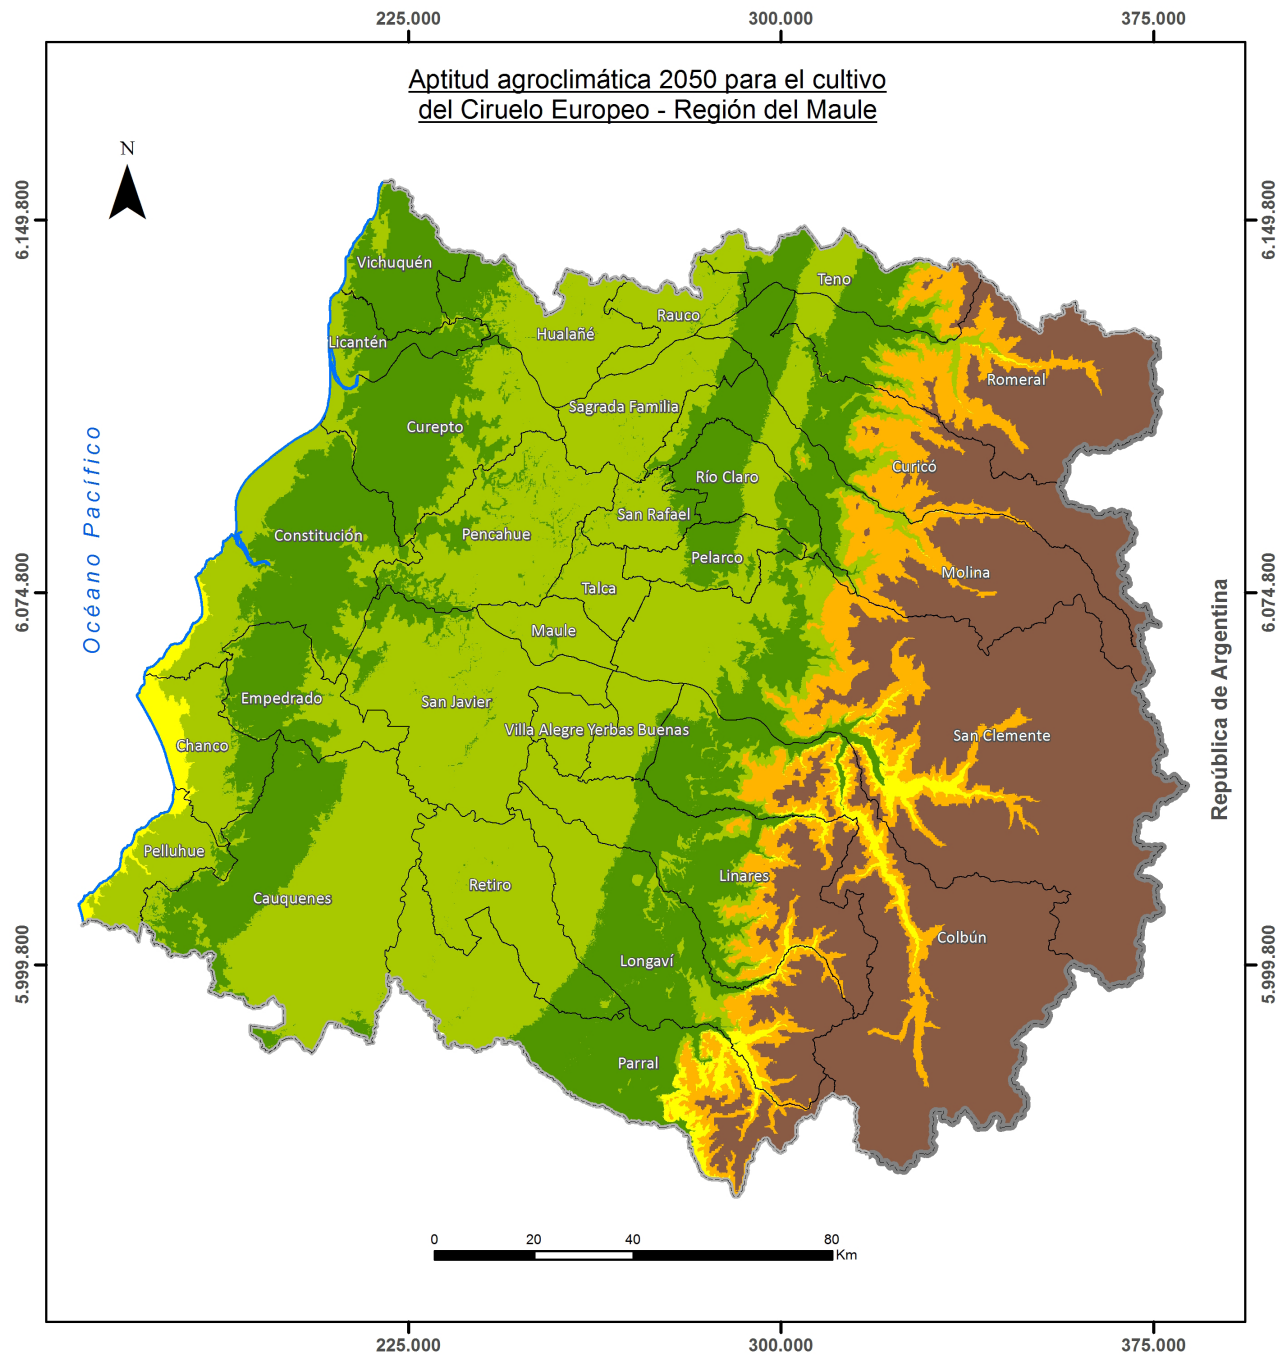 225.000
300.000
375.000
Aptitud agroclimática 2050 para el cultivo
del Ciruelo Europeo - Región del Maule
N
6.149.800
6.149.800
Vichuquén
Teno
Rauco
Hualañé
Licantén
Romeral
Sagrada Familia
Curepto
Océano Pacífico
Curicó
Río Claro
San Rafael
Constitución
Pencahue
Pelarco
Molina
Talca
6.074.800
6.074.800
Maule
República de Argentina
Empedrado
San Javier
Villa Alegre
Yerbas Buenas
San Clemente
Chanco
Pelluhue
Linares
Retiro
Cauquenes
Colbún
Longaví
5.999.800
5.999.800
Parral
0
20
40
80
Km
225.000
300.000
375.000